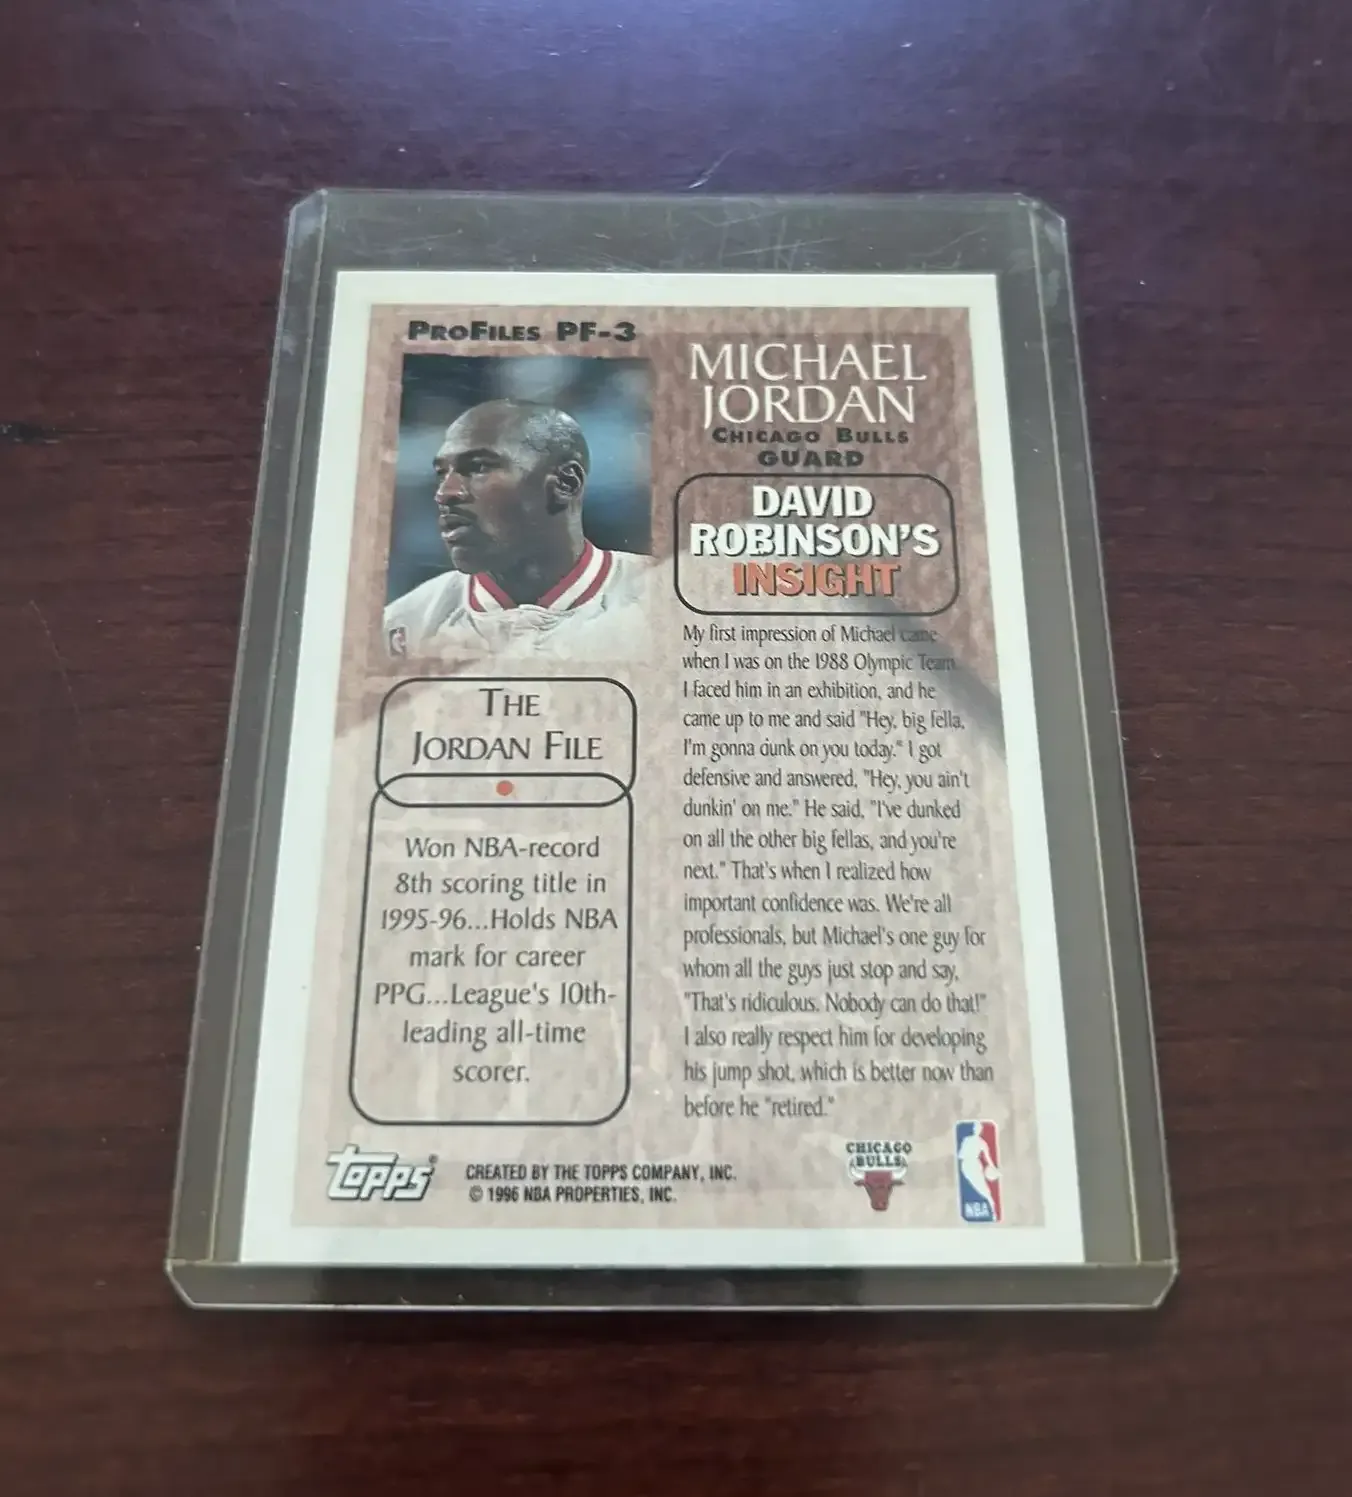 PROFILES PF-3
MICHAEL
JORDAN
CHICAGO BULLS
GUARD
DAVID
ROBINSON'S
INSIGHT
My first impression of Michael came
when I was on the 1988 Olympic Team.
I faced him in an exhibition, and he
came up to me and said "Hey, big fella,
I'm gonna dunk on you today." I got
defensive and answered, "Hey, you ain't
dunkin' on me." He said, "I've dunked
on all the other big fellas, and you're
next." That's when I realized how
important confidence was. We're all
professionals, but Michael's one guy for
whom all the guys just stop and say,
"That's ridiculous. Nobody can do that!"
I also really respect him for developing
his jump shot, which is better now than
before he "retired."
THE
JORDAN FILE
Won NBA-record
8th scoring title in
1995-96...Holds NBA
mark for career
PPG...League's 10th-
leading all-time
scorer.
TOPPS®
CREATED BY THE TOPPS COMPANY, INC.
© 1996 NBA PROPERTIES, INC.
CHICAGO
BULLS
NBA